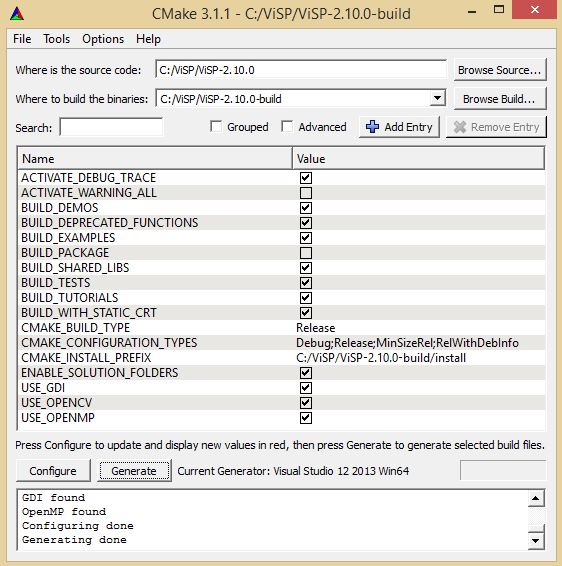 CMake 3.1.1 - C:/ViSP/ViSP-2.10.0-build
File Tools Options Help
Where is the source code: C:/ViSP/ViSP-2.10.0 Browse Source...
Where to build the binaries: C:/ViSP/ViSP-2.10.0-build Browse Build...
Search: Grouped Advanced Add Entry Remove Entry
Name Value
ACTIVATE_DEBUG_TRACE
ACTIVATE_WARNING_ALL
BUILD_DEMOS
BUILD_DEPRECATED_FUNCTIONS
BUILD_EXAMPLES
BUILD_PACKAGE
BUILD_SHARED_LIBS
BUILD_TESTS
BUILD_TUTORIALS
BUILD_WITH_STATIC_CRT
CMAKE_BUILD_TYPE Release
CMAKE_CONFIGURATION_TYPES Debug;Release;MinSizeRel;RelWithDebInfo
CMAKE_INSTALL_PREFIX C:/ViSP/ViSP-2.10.0-build/install
ENABLE_SOLUTION_FOLDERS
USE_GDI
USE_OPENCV
USE_OPENMP
Press Configure to update and display new values in red, then press Generate to generate selected build files.
Configure Generate Current Generator: Visual Studio 12 2013 Win64
GDI found
OpenMP found
Configuring done
Generating done